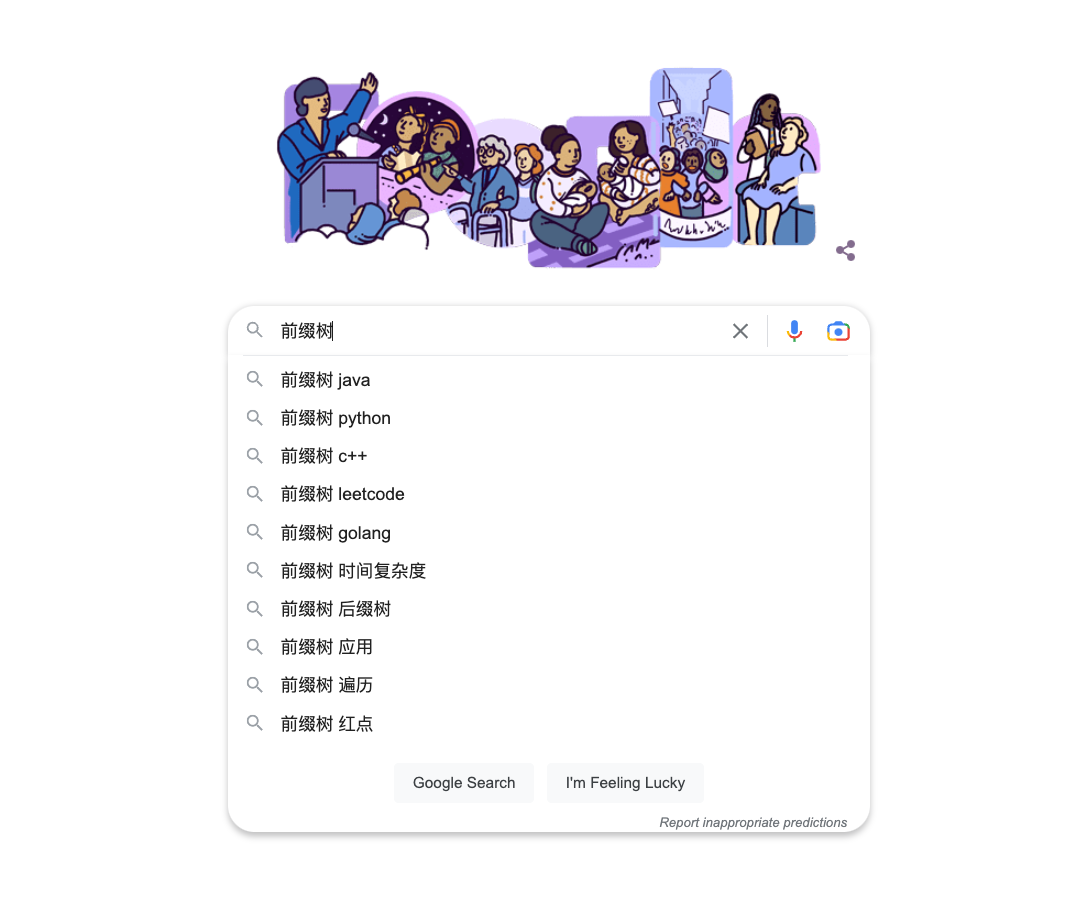 前缀树
前缀树 java
前缀树 python
前缀树 c++
前缀树 leetcode
前缀树 golang
前缀树 时间复杂度
前缀树 后缀树
前缀树 应用
前缀树 遍历
前缀树 红点
Google Search
I'm Feeling Lucky
Report inappropriate predictions